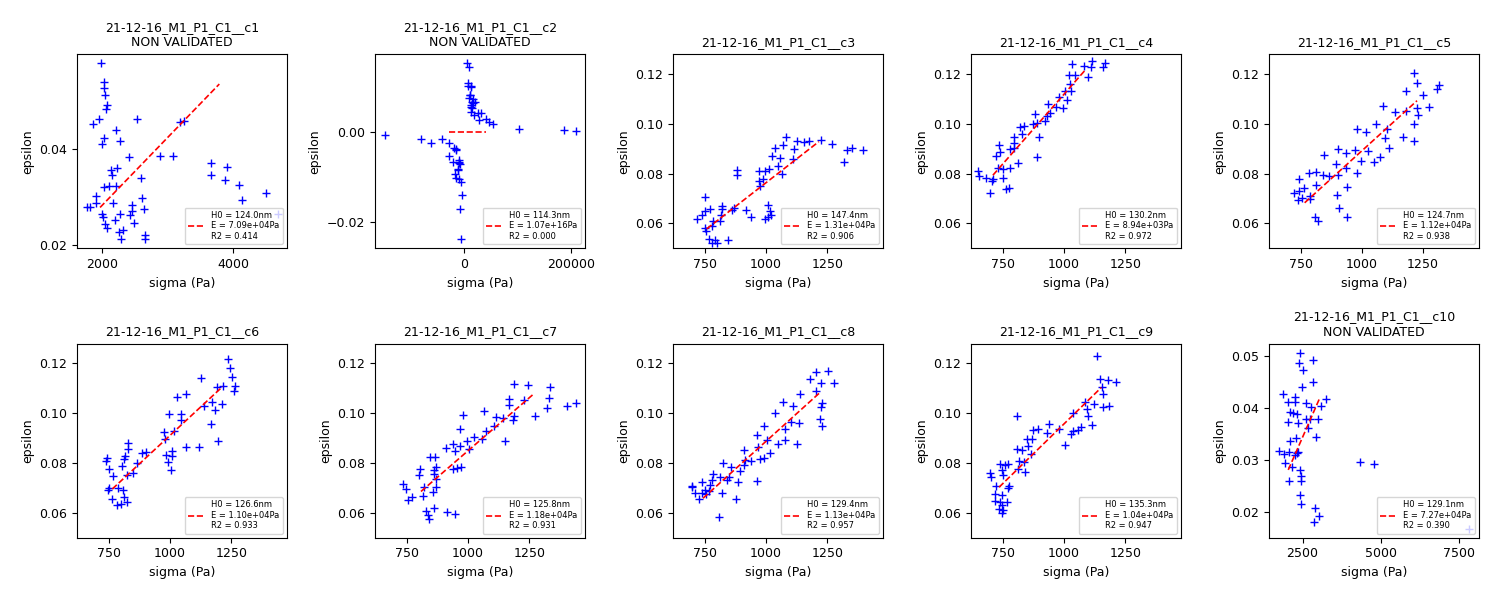 21-12-16_M1_P1_C1__c1
NON VALIDATED
epsilon
0.04
0.02
2000
4000
sigma (Pa)
H0 = 124.0nm
E = 7.09e+04Pa
R2 = 0.414
21-12-16_M1_P1_C1__c2
NON VALIDATED
epsilon
0.00
−0.02
0
200000
sigma (Pa)
H0 = 114.3nm
E = 1.07e+16Pa
R2 = 0.000
21-12-16_M1_P1_C1__c3
epsilon
0.12
0.10
0.08
0.06
750
1000
1250
sigma (Pa)
H0 = 147.4nm
E = 1.31e+04Pa
R2 = 0.906
21-12-16_M1_P1_C1__c4
epsilon
0.12
0.10
0.08
0.06
750
1000
1250
sigma (Pa)
H0 = 130.2nm
E = 8.94e+03Pa
R2 = 0.972
21-12-16_M1_P1_C1__c5
epsilon
0.12
0.10
0.08
0.06
750
1000
1250
sigma (Pa)
H0 = 124.7nm
E = 1.12e+04Pa
R2 = 0.938
21-12-16_M1_P1_C1__c6
epsilon
0.12
0.10
0.08
0.06
750
1000
1250
sigma (Pa)
H0 = 126.6nm
E = 1.10e+04Pa
R2 = 0.933
21-12-16_M1_P1_C1__c7
epsilon
0.12
0.10
0.08
0.06
750
1000
1250
sigma (Pa)
H0 = 125.8nm
E = 1.18e+04Pa
R2 = 0.931
21-12-16_M1_P1_C1__c8
epsilon
0.12
0.10
0.08
0.06
750
1000
1250
sigma (Pa)
H0 = 129.4nm
E = 1.13e+04Pa
R2 = 0.957
21-12-16_M1_P1_C1__c9
epsilon
0.12
0.10
0.08
0.06
750
1000
1250
sigma (Pa)
H0 = 135.3nm
E = 1.04e+04Pa
R2 = 0.947
21-12-16_M1_P1_C1__c10
NON VALIDATED
epsilon
0.05
0.04
0.03
0.02
2500
5000
7500
sigma (Pa)
H0 = 129.1nm
E = 7.27e+04Pa
R2 = 0.390